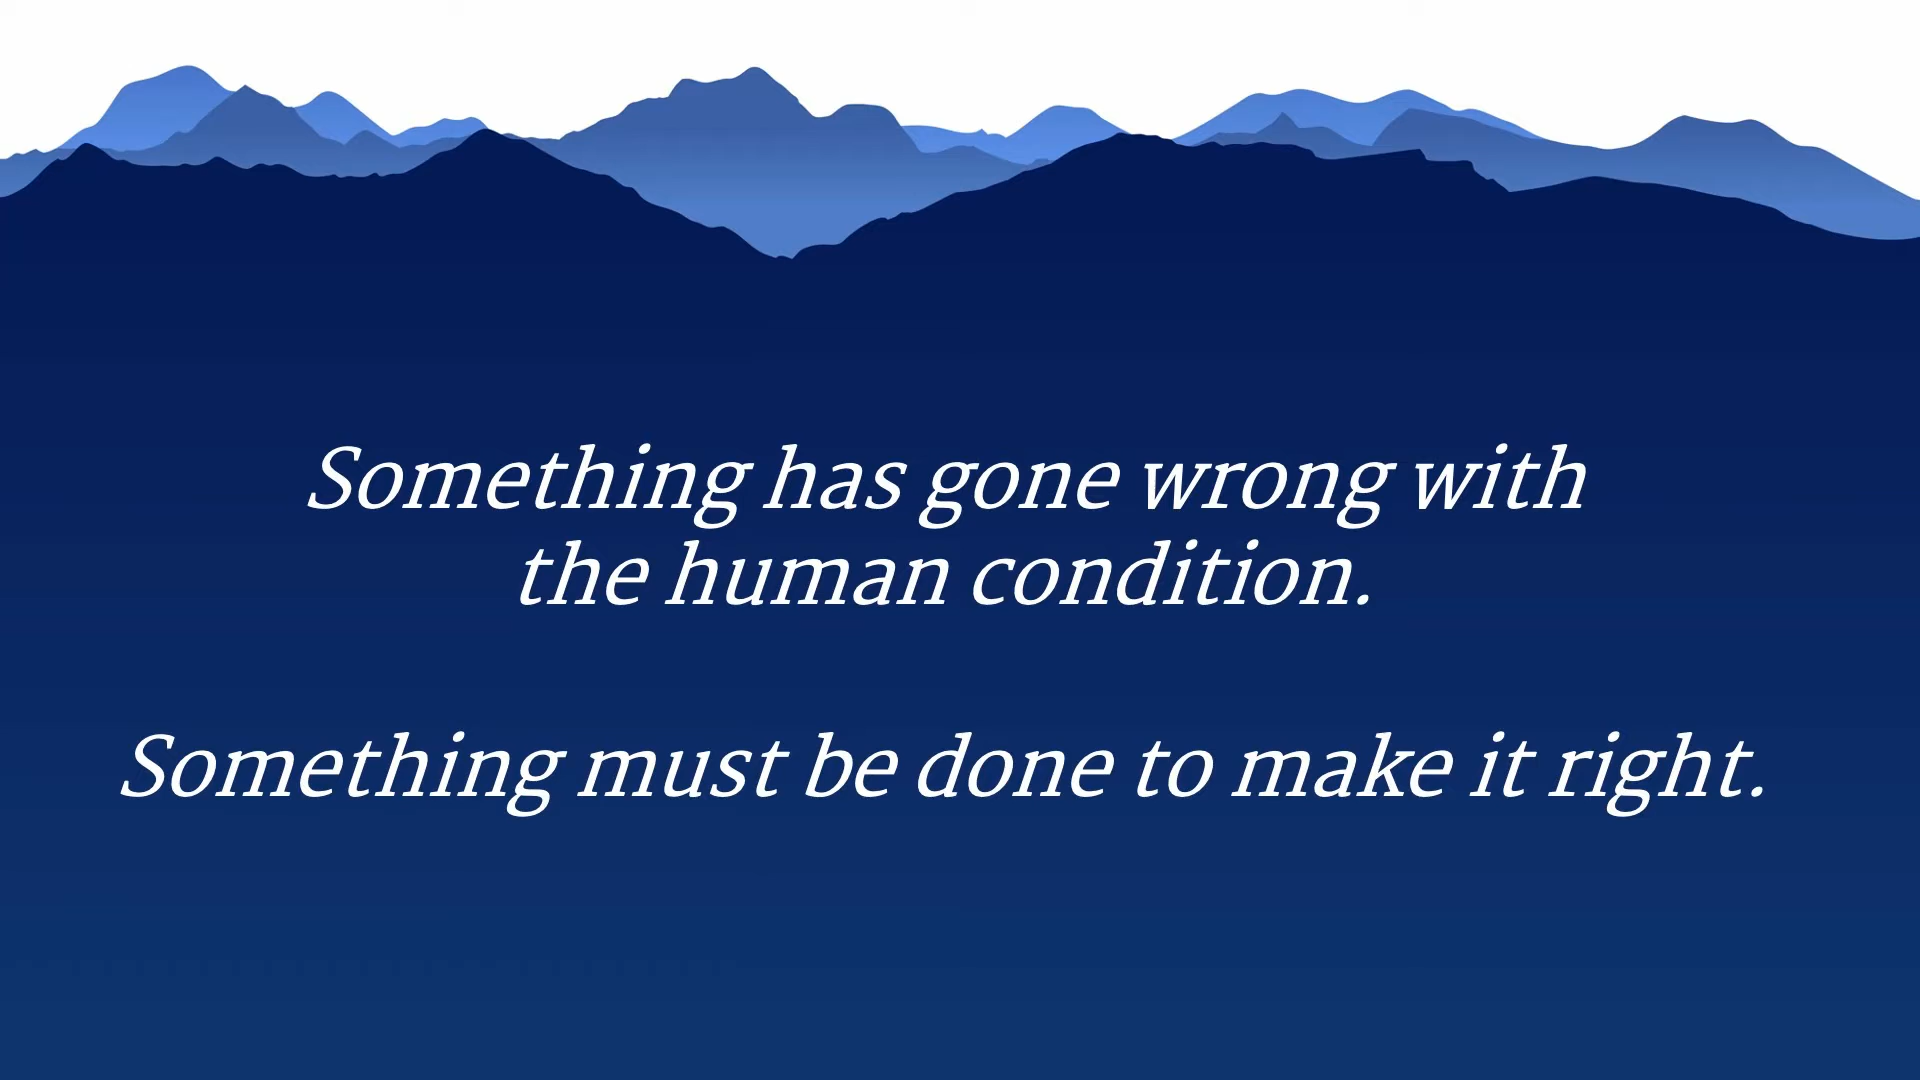 Something has gone wrong with
the human condition.
Something must be done to make it right.